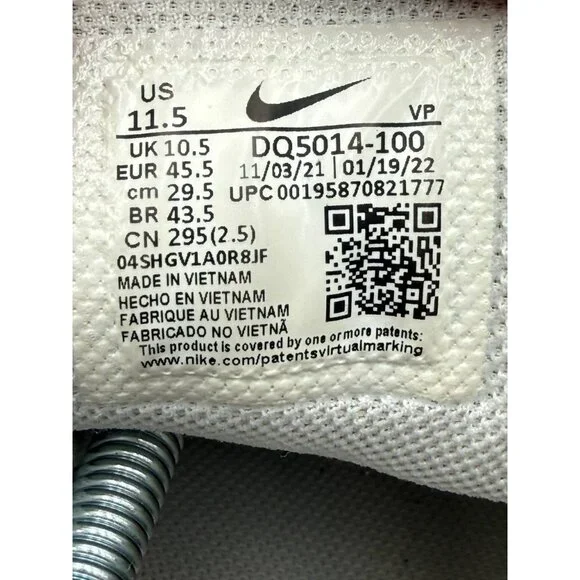 US
11.5
VP
UK 10.5
EUR 45.5
cm 29.5
BR 43.5
CN 295(2.5)
DQ5014-100
11/03/21 | 01/19/22
UPC 00195870821777
04SHGV1A0R8JF
MADE IN VIETNAM
HECHO EN VIETNAM
FABRIQUE AU VIETNAM
FABRICADO NO VIETNÃ
This product is covered by one or more patents:
www.nike.com/patentsvirtualmarking